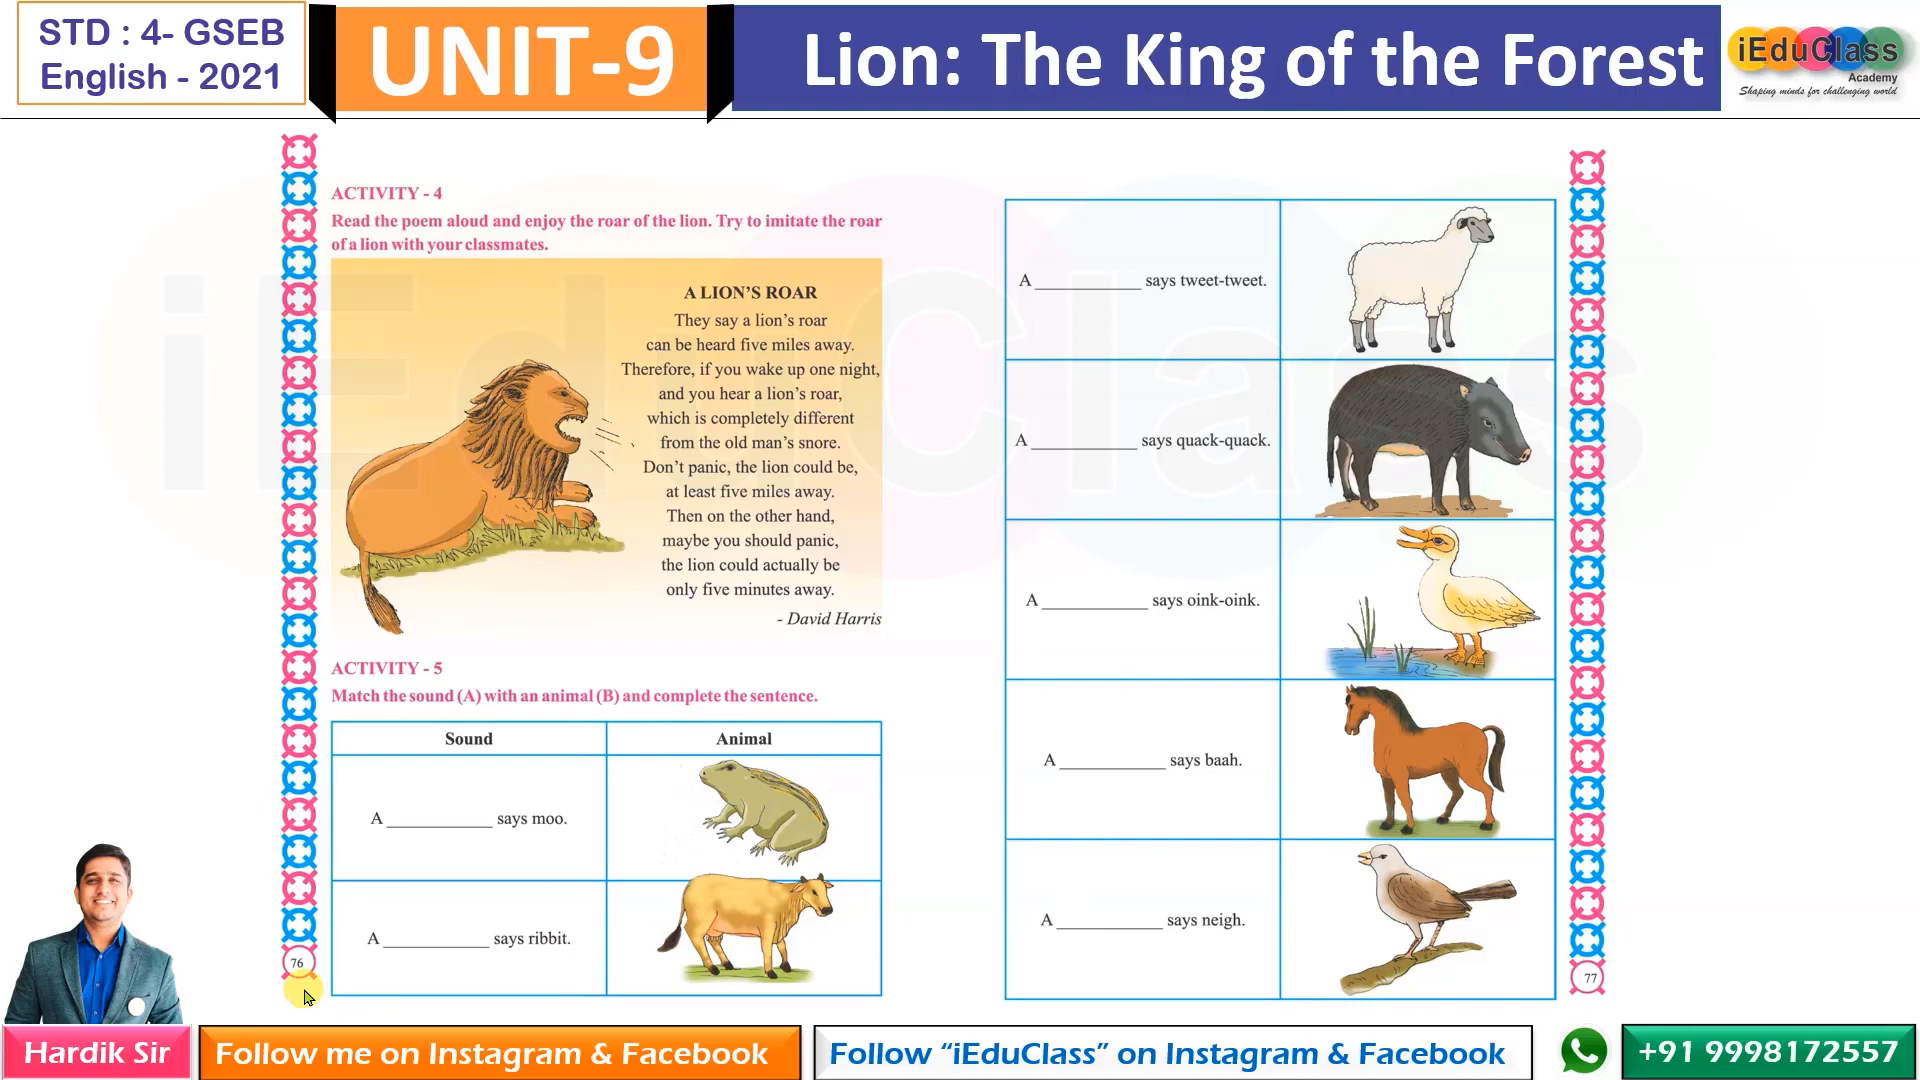 STD : 4- GSEB
English - 2021
UNIT-9
Lion: The King of the Forest
iEduClass
Academy
Shaping minds for challenging world
ACTIVITY - 4
Read the poem aloud and enjoy the roar of the lion. Try to imitate the roar
of a lion with your classmates.
A LION’S ROAR
They say a lion’s roar
can be heard five miles away.
Therefore, if you wake up one night,
and you hear a lion’s roar,
which is completely different
from the old man’s snore.
Don’t panic, the lion could be,
at least five miles away.
Then on the other hand,
maybe you should panic,
the lion could actually be
only five minutes away.
- David Harris
ACTIVITY - 5
Match the sound (A) with an animal (B) and complete the sentence.
Sound Animal
A ____________ says moo.
A ____________ says ribbit.
76
A ____________ says tweet-tweet.
A ____________ says quack-quack.
A ____________ says oink-oink.
A ____________ says baah.
A ____________ says neigh.
77
iEduClass
Hardik Sir
Follow me on Instagram & Facebook
Follow “iEduClass” on Instagram & Facebook
+91 9998172557